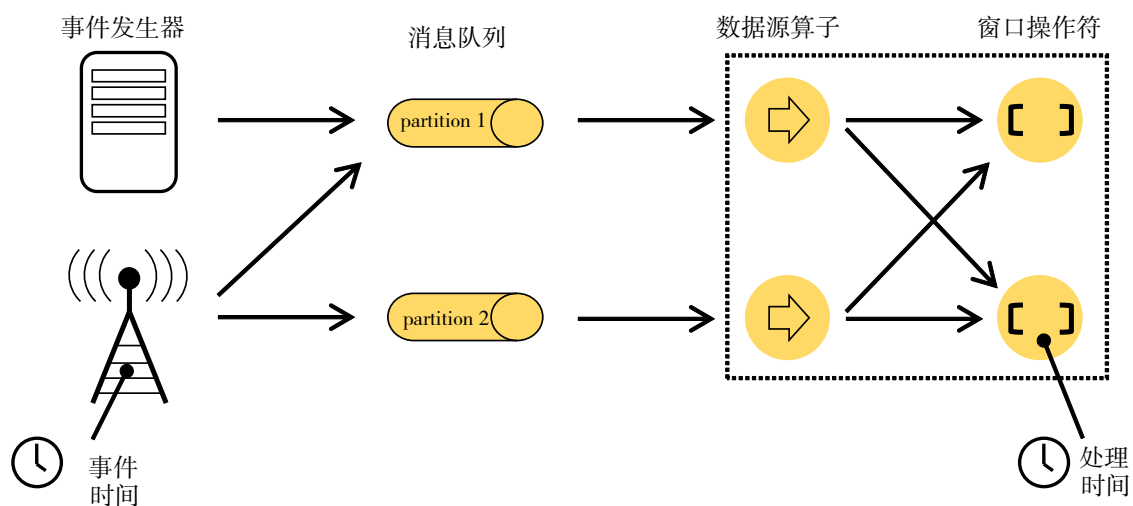 事件发生器
消息队列
数据源算子
窗口操作符
partition 1
partition 2
事件
时间
处理
时间